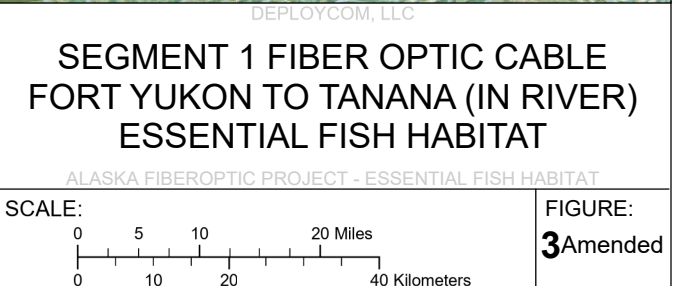 DEPLOYCOM, LLC
SEGMENT 1 FIBER OPTIC CABLE
FORT YUKON TO TANANA (IN RIVER)
ESSENTIAL FISH HABITAT
ALASKA FIBEROPTIC PROJECT - ESSENTIAL FISH HABITAT
SCALE:
0 5 10 20 Miles
0 10 20 40 Kilometers
FIGURE:
3Amended